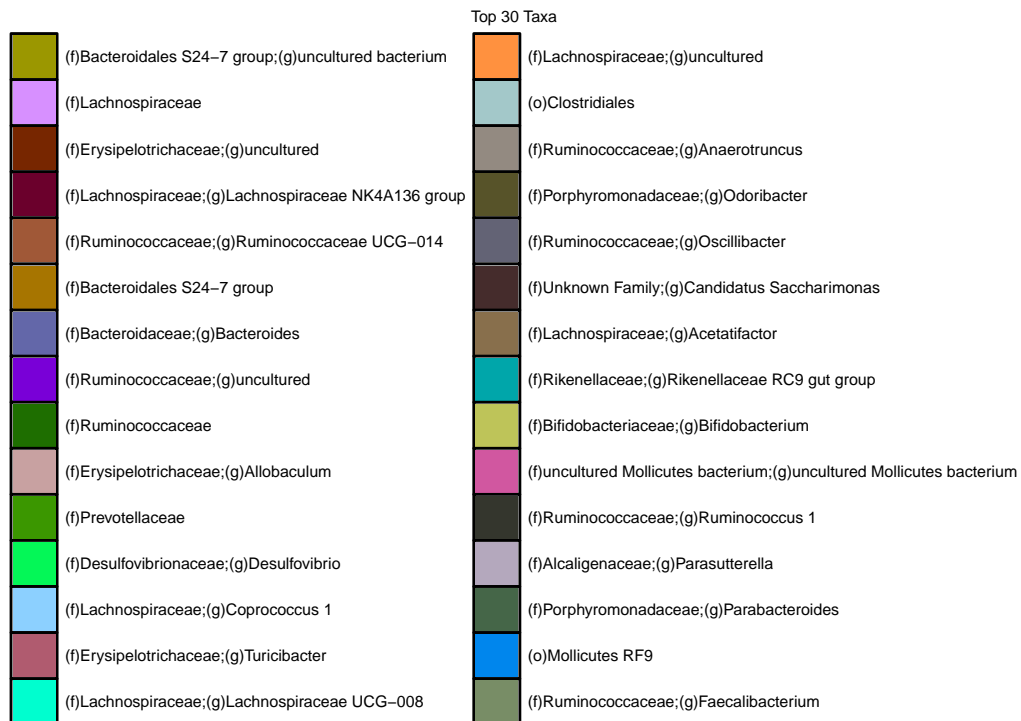 Top 30 Taxa
(f)Bacteroidales S24−7 group;(g)uncultured bacterium
(f)Lachnospiraceae
(f)Erysipelotrichaceae;(g)uncultured
(f)Lachnospiraceae;(g)Lachnospiraceae NK4A136 group
(f)Ruminococcaceae;(g)Ruminococcaceae UCG−014
(f)Bacteroidales S24−7 group
(f)Bacteroidaceae;(g)Bacteroides
(f)Ruminococcaceae;(g)uncultured
(f)Ruminococcaceae
(f)Erysipelotrichaceae;(g)Allobaculum
(f)Prevotellaceae
(f)Desulfovibrionaceae;(g)Desulfovibrio
(f)Lachnospiraceae;(g)Coprococcus 1
(f)Erysipelotrichaceae;(g)Turicibacter
(f)Lachnospiraceae;(g)Lachnospiraceae UCG−008
(f)Lachnospiraceae;(g)uncultured
(o)Clostridiales
(f)Ruminococcaceae;(g)Anaerotruncus
(f)Porphyromonadaceae;(g)Odoribacter
(f)Ruminococcaceae;(g)Oscillibacter
(f)Unknown Family;(g)Candidatus Saccharimonas
(f)Lachnospiraceae;(g)Acetatifactor
(f)Rikenellaceae;(g)Rikenellaceae RC9 gut group
(f)Bifidobacteriaceae;(g)Bifidobacterium
(f)uncultured Mollicutes bacterium;(g)uncultured Mollicutes bacterium
(f)Ruminococcaceae;(g)Ruminococcus 1
(f)Alcaligenaceae;(g)Parasutterella
(f)Porphyromonadaceae;(g)Parabacteroides
(o)Mollicutes RF9
(f)Ruminococcaceae;(g)Faecalibacterium